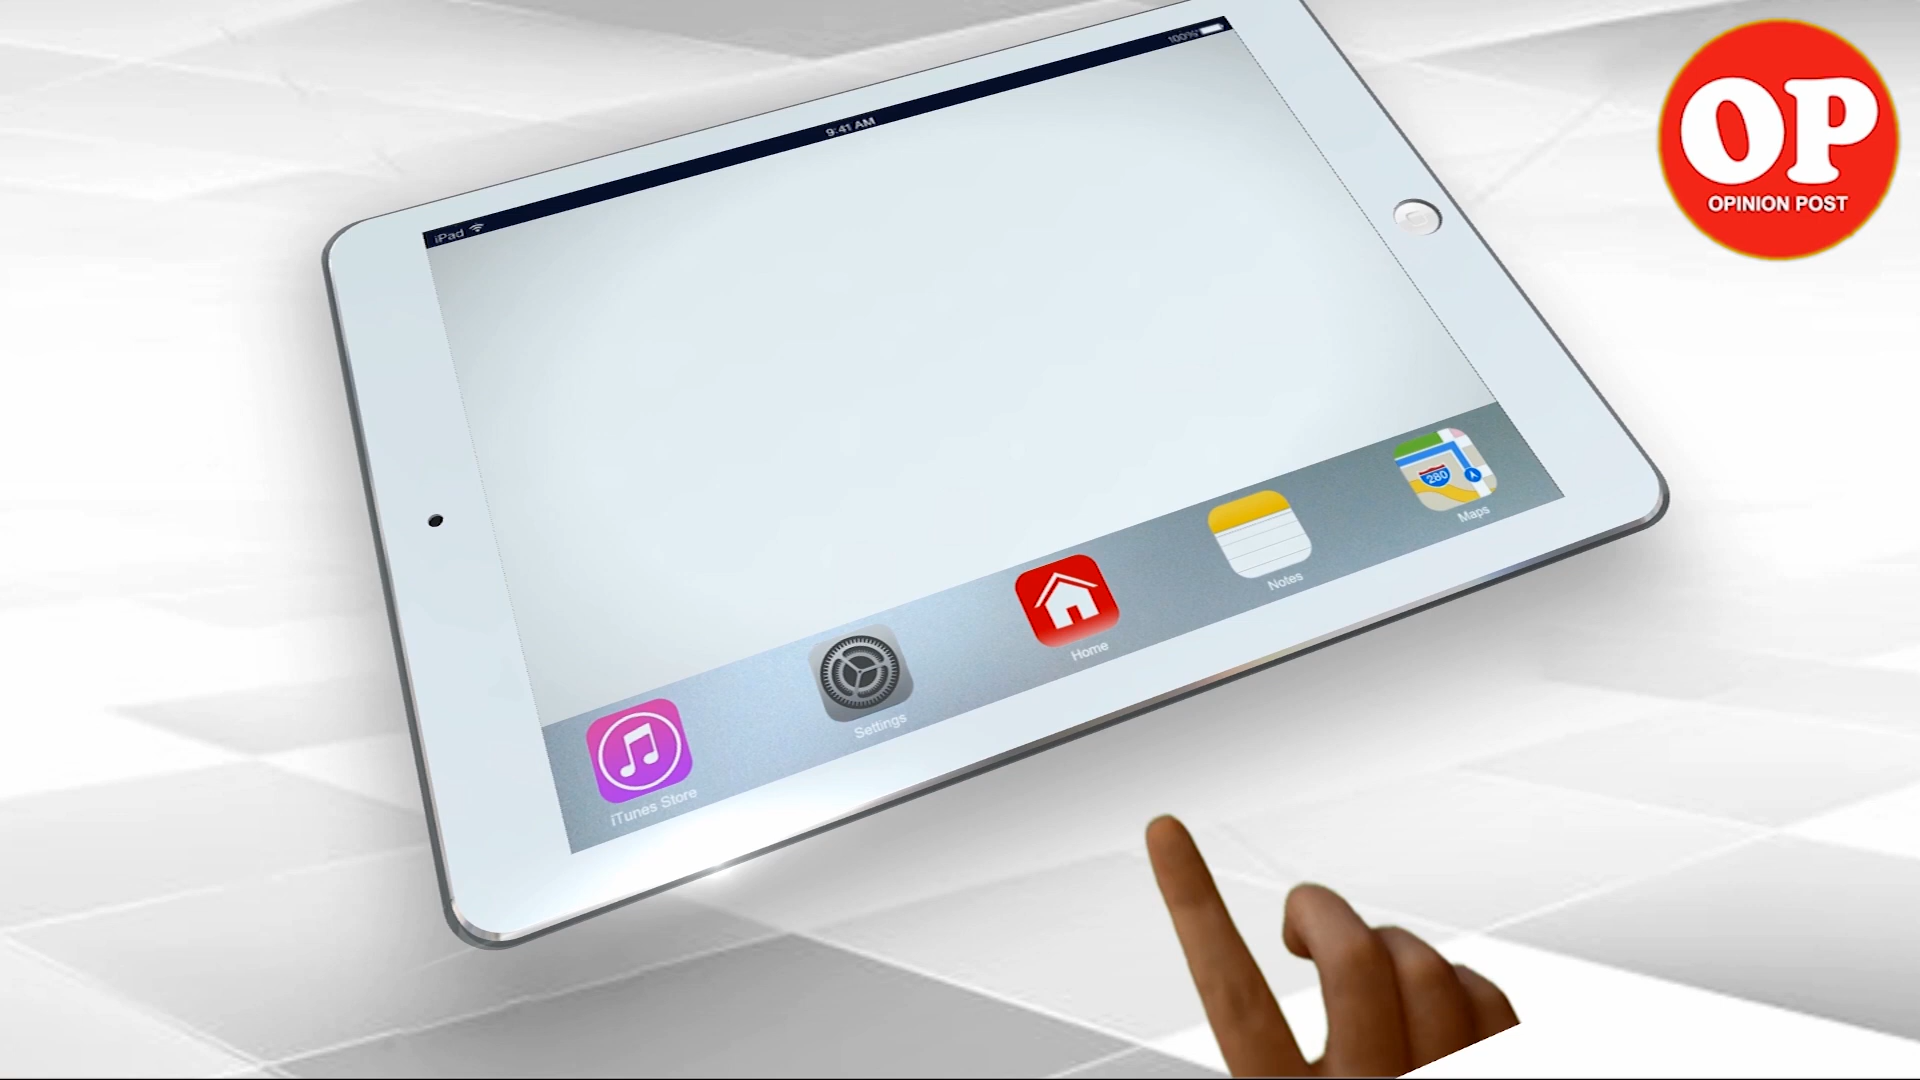 100%
9:41 AM
iPad
OP
OPINION POST
280
Maps
Notes
Home
Settings
iTunes Store